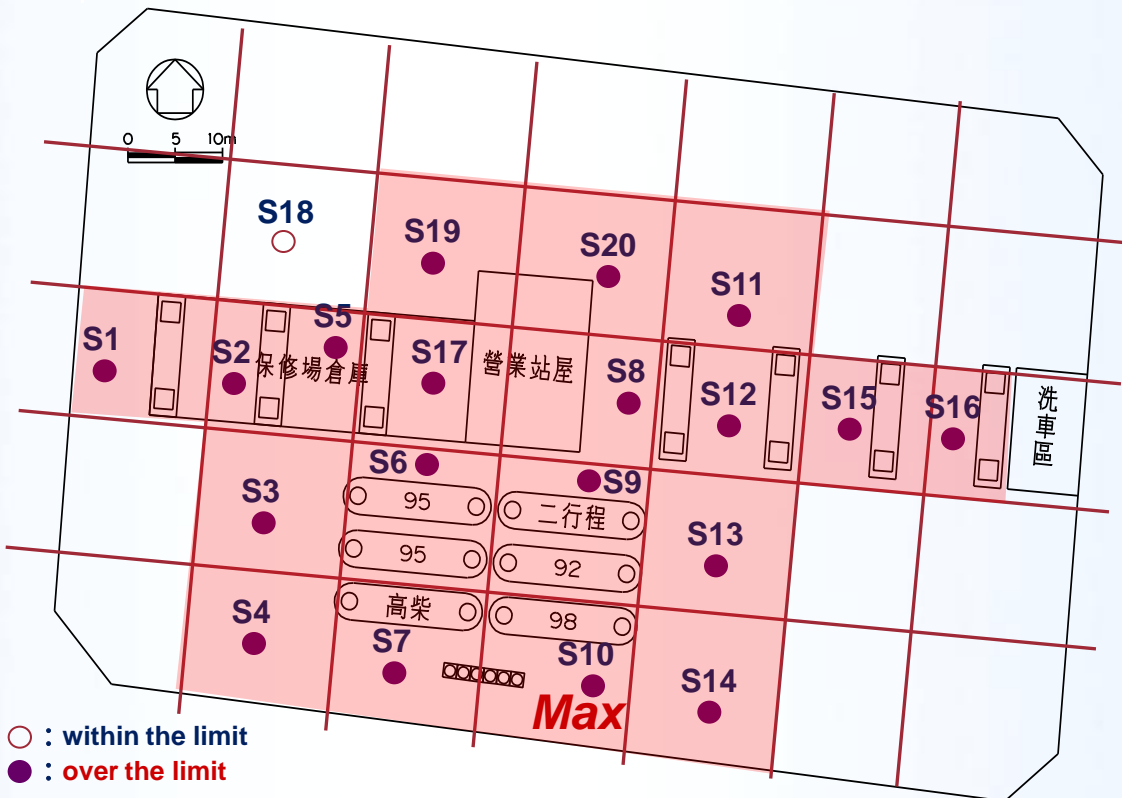 0 5 10m
S18
S19
S20
S11
S1
S2
S5
保修場倉庫
S17
營業站屋
S8
S12
S15
S16
洗車區
S6
S9
S3
95
二行程
S13
95
92
高柴
98
S4
S7
S10
S14
Max
: within the limit
: over the limit